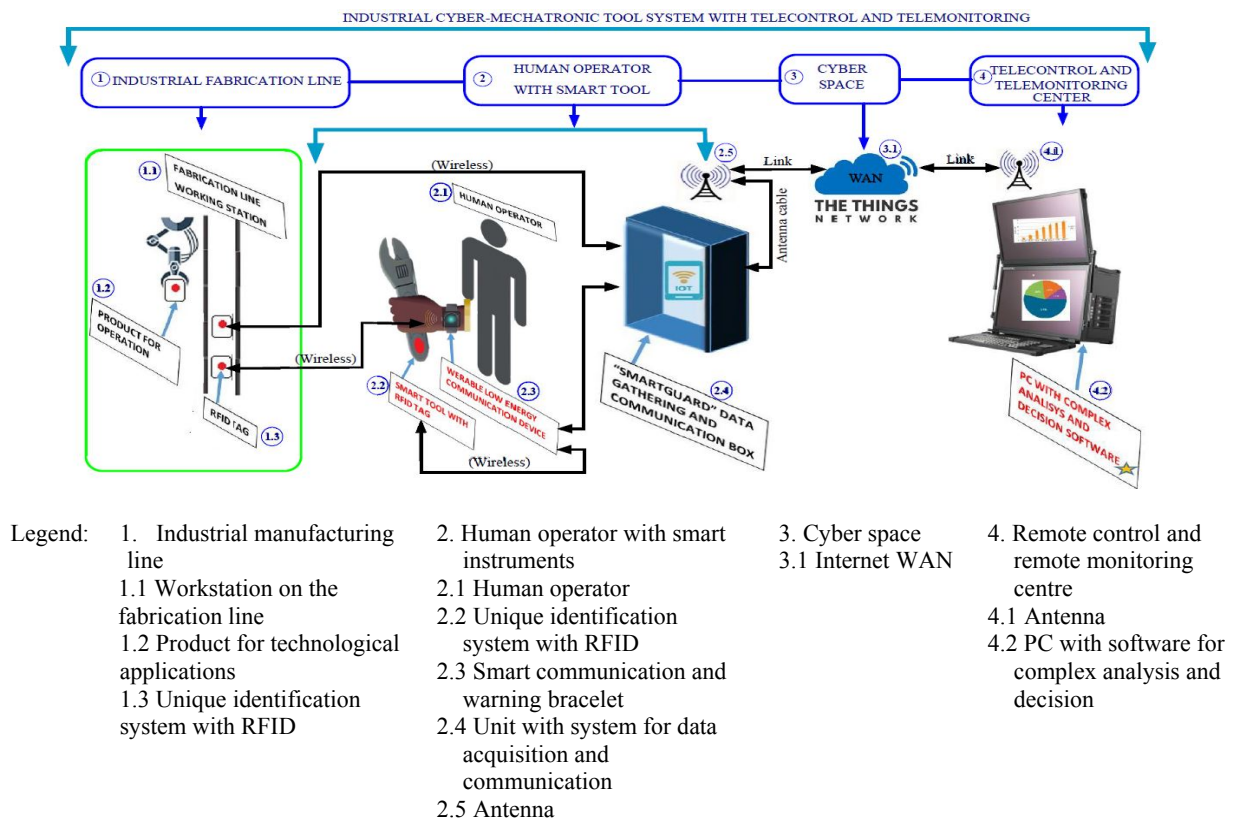 INDUSTRIAL CYBER-MECHATRONIC TOOL SYSTEM WITH TELECONTROL AND TELEMONITORING
1 INDUSTRIAL FABRICATION LINE
2 HUMAN OPERATOR
WITH SMART TOOL
3 CYBER
SPACE
4 TELECONTROL AND
TELEMONITORING
CENTER
1.1
FABRICATION LINE
WORKING STATION
1.2
PRODUCT FOR
OPERATION
RFID TAG
1.3
(Wireless)
(Wireless)
(Wireless)
2.1
HUMAN OPERATOR
2.2
SMART TOOL WITH
RFID TAG
2.3
WERABLE LOW ENERGY
COMMUNICATION DEVICE
IOT
2.4
"SMARTGUARD" DATA
GATHERING AND
COMMUNICATION BOX
2.5
Link
Antenna cable
3.1
WAN
THE THINGS
NETWORK
Link
4.1
4.2
PC WITH COMPLEX
ANALISYS AND
DECISION SOFTWARE
Legend:
1. Industrial manufacturing
line
1.1 Workstation on the
fabrication line
1.2 Product for technological
applications
1.3 Unique identification
system with RFID
2. Human operator with smart
instruments
2.1 Human operator
2.2 Unique identification
system with RFID
2.3 Smart communication and
warning bracelet
2.4 Unit with system for data
acquisition and
communication
2.5 Antenna
3. Cyber space
3.1 Internet WAN
4. Remote control and
remote monitoring
centre
4.1 Antenna
4.2 PC with software for
complex analysis and
decision